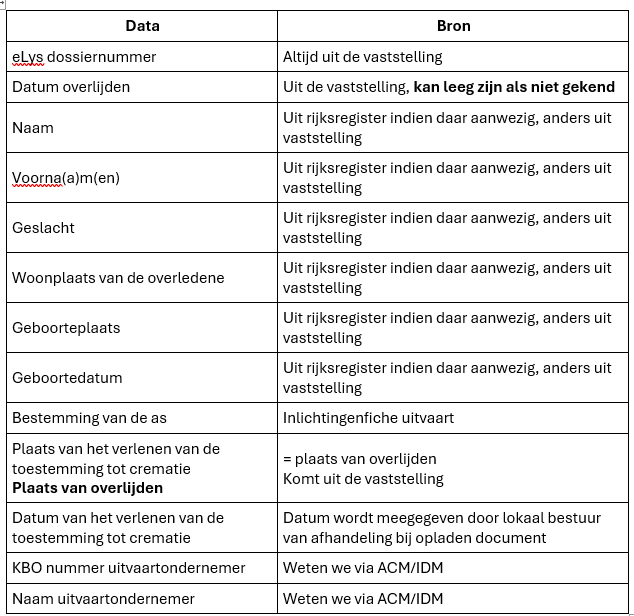 Data
Bron
eLys dossiernummer
Altijd uit de vaststelling
Datum overlijden
Uit de vaststelling, kan leeg zijn als niet gekend
Naam
Uit rijksregister indien daar aanwezig, anders uit
vaststelling
Voorna(a)m(en)
Uit rijksregister indien daar aanwezig, anders uit
vaststelling
Geslacht
Uit rijksregister indien daar aanwezig, anders uit
vaststelling
Woonplaats van de overledene
Uit rijksregister indien daar aanwezig, anders uit
vaststelling
Geboorteplaats
Uit rijksregister indien daar aanwezig, anders uit
vaststelling
Geboortedatum
Uit rijksregister indien daar aanwezig, anders uit
vaststelling
Bestemming van de as
Inlichtingenfiche uitvaart
Plaats van het verlenen van de
toestemming tot crematie
Plaats van overlijden
= plaats van overlijden
Komt uit de vaststelling
Datum van het verlenen van de
toestemming tot crematie
Datum wordt meegegeven door lokaal bestuur
van afhandeling bij opladen document
KBO nummer uitvaartondernemer
Weten we via ACM/IDM
Naam uitvaartondernemer
Weten we via ACM/IDM